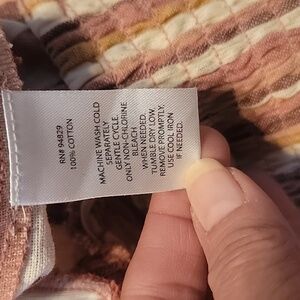 RN# 94829
100% COTTON
MACHINE WASH COLD
SEPARATELY
GENTLE CYCLE.
ONLY NON-CHLORINE
BLEACH
WHEN NEEDED.
TUMBLE DRY LOW.
REMOVE PROMPTLY.
USE COOL IRON
IF NEEDED.